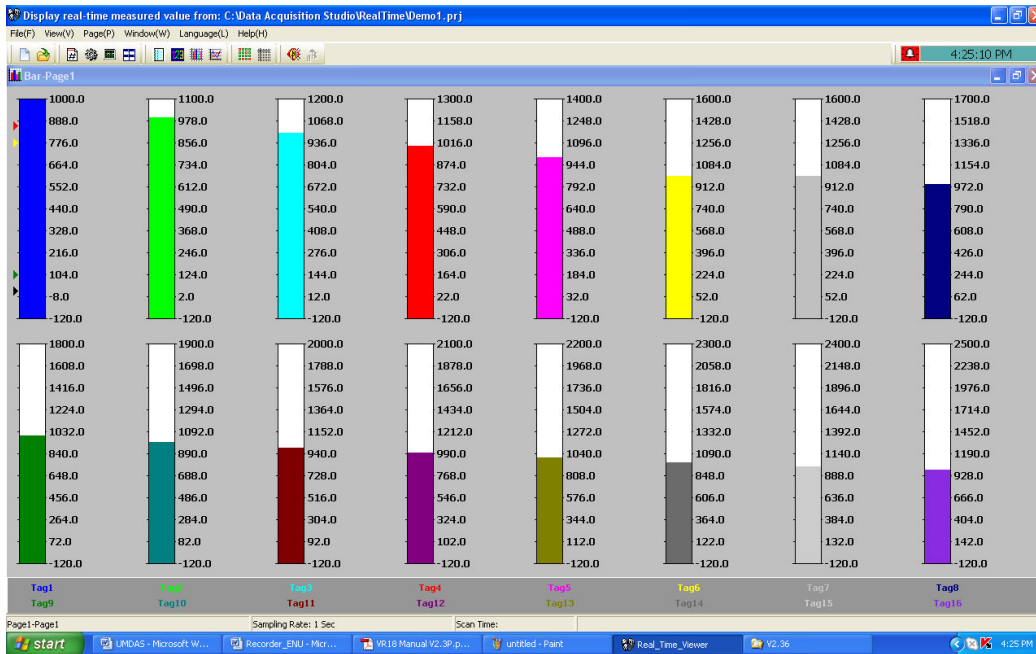 Display real-time measured value from: C:\Data Acquisition Studio\RealTime\Demo1.prj
File(F) View(V) Page(P) Window(W) Language(L) Help(H)
4:25:10 PM
Bar-Page1
1000.0 1100.0 1200.0 1300.0 1400.0 1600.0 1600.0 1700.0
888.0 978.0 1068.0 1158.0 1248.0 1428.0 1428.0 1518.0
776.0 856.0 936.0 1016.0 1096.0 1256.0 1256.0 1336.0
664.0 734.0 804.0 874.0 944.0 1084.0 1084.0 1154.0
552.0 612.0 672.0 732.0 792.0 912.0 912.0 972.0
440.0 490.0 540.0 590.0 640.0 740.0 740.0 790.0
328.0 368.0 408.0 448.0 488.0 568.0 568.0 608.0
216.0 246.0 276.0 306.0 336.0 396.0 396.0 426.0
104.0 124.0 144.0 164.0 184.0 224.0 224.0 244.0
-8.0 2.0 12.0 22.0 32.0 52.0 52.0 62.0
-120.0 -120.0 -120.0 -120.0 -120.0 -120.0 -120.0 -120.0
1800.0 1900.0 2000.0 2100.0 2200.0 2300.0 2400.0 2500.0
1608.0 1698.0 1788.0 1878.0 1968.0 2058.0 2148.0 2238.0
1416.0 1496.0 1576.0 1656.0 1736.0 1816.0 1896.0 1976.0
1224.0 1294.0 1364.0 1434.0 1504.0 1574.0 1644.0 1714.0
1032.0 1092.0 1152.0 1212.0 1272.0 1332.0 1392.0 1452.0
840.0 890.0 940.0 990.0 1040.0 1090.0 1140.0 1190.0
648.0 688.0 728.0 768.0 808.0 848.0 888.0 928.0
456.0 486.0 516.0 546.0 576.0 606.0 636.0 666.0
264.0 284.0 304.0 324.0 344.0 364.0 384.0 404.0
72.0 82.0 92.0 102.0 112.0 122.0 132.0 142.0
-120.0 -120.0 -120.0 -120.0 -120.0 -120.0 -120.0 -120.0
Tag1 Tag2 Tag3 Tag4 Tag5 Tag6 Tag7 Tag8
Tag9 Tag10 Tag11 Tag12 Tag13 Tag14 Tag15 Tag16
Page1-Page1 Sampling Rate: 1 Sec Scan Time:
start UMDAS - Microsoft W... Recorder_ENU - Micr... VR18 Manual V2.3P.p... untitled - Paint Real_Time_Viewer V2.36 4:25 PM